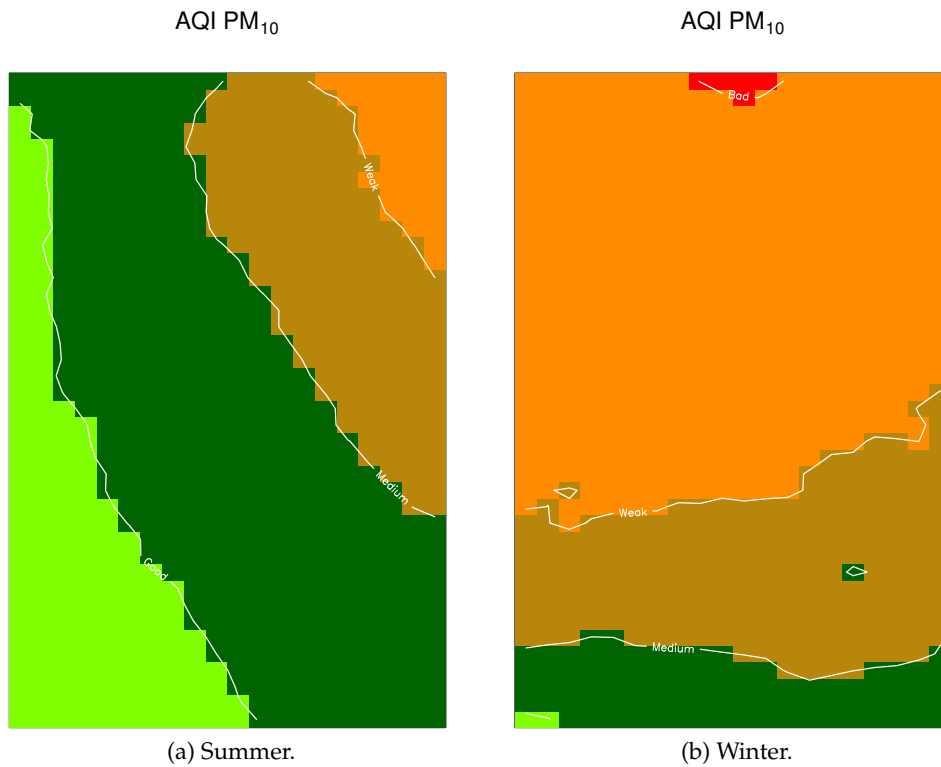 AQI PM₁₀
AQI PM₁₀
Weak
Medium
Good
Bad
Weak
Medium
(a) Summer.
(b) Winter.